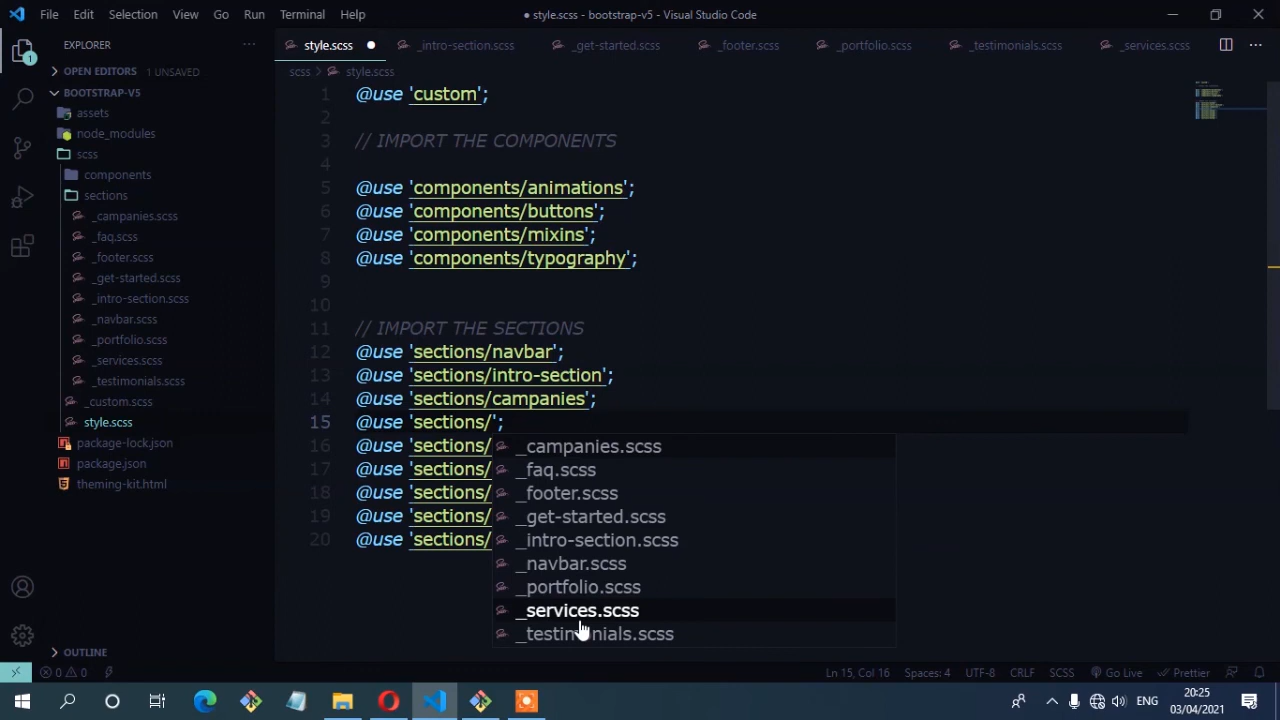 File Edit Selection View Go Run Terminal Help
● style.scss - bootstrap-v5 - Visual Studio Code
EXPLORER
style.scss
_intro-section.scss
_get-started.scss
_footer.scss
_portfolio.scss
_testimonials.scss
_services.scss
OPEN EDITORS 1 UNSAVED
BOOTSTRAP-V5
assets
node_modules
scss
components
sections
_campanies.scss
_faq.scss
_footer.scss
_get-started.scss
_intro-section.scss
_navbar.scss
_portfolio.scss
_services.scss
_testimonials.scss
_custom.scss
style.scss
package-lock.json
package.json
theming-kit.html
OUTLINE
1
scss > style.scss
1 @use 'custom';
2
3 // IMPORT THE COMPONENTS
4
5 @use 'components/animations';
6 @use 'components/buttons';
7 @use 'components/mixins';
8 @use 'components/typography';
9
10
11 // IMPORT THE SECTIONS
12 @use 'sections/navbar';
13 @use 'sections/intro-section';
14 @use 'sections/campanies';
15 @use 'sections/';
16 @use 'sections/
17 @use 'sections/
18 @use 'sections/
19 @use 'sections/
20 @use 'sections/
_campanies.scss
_faq.scss
_footer.scss
_get-started.scss
_intro-section.scss
_navbar.scss
_portfolio.scss
_services.scss
_testimonials.scss
0 0 Ln 15, Col 16 Spaces: 4 UTF-8 CRLF SCSS Go Live Prettier
ENG
20:25
03/04/2021